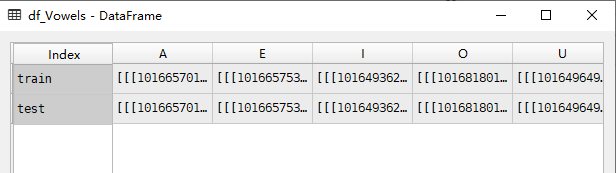 df_Vowels - DataFrame
Index A E I O U
train [[[101665701… [[[101665753… [[[101649362… [[[101681801… [[[101649649.
test [[[101665701… [[[101665753… [[[101649362… [[[101681801… [[[101649649.